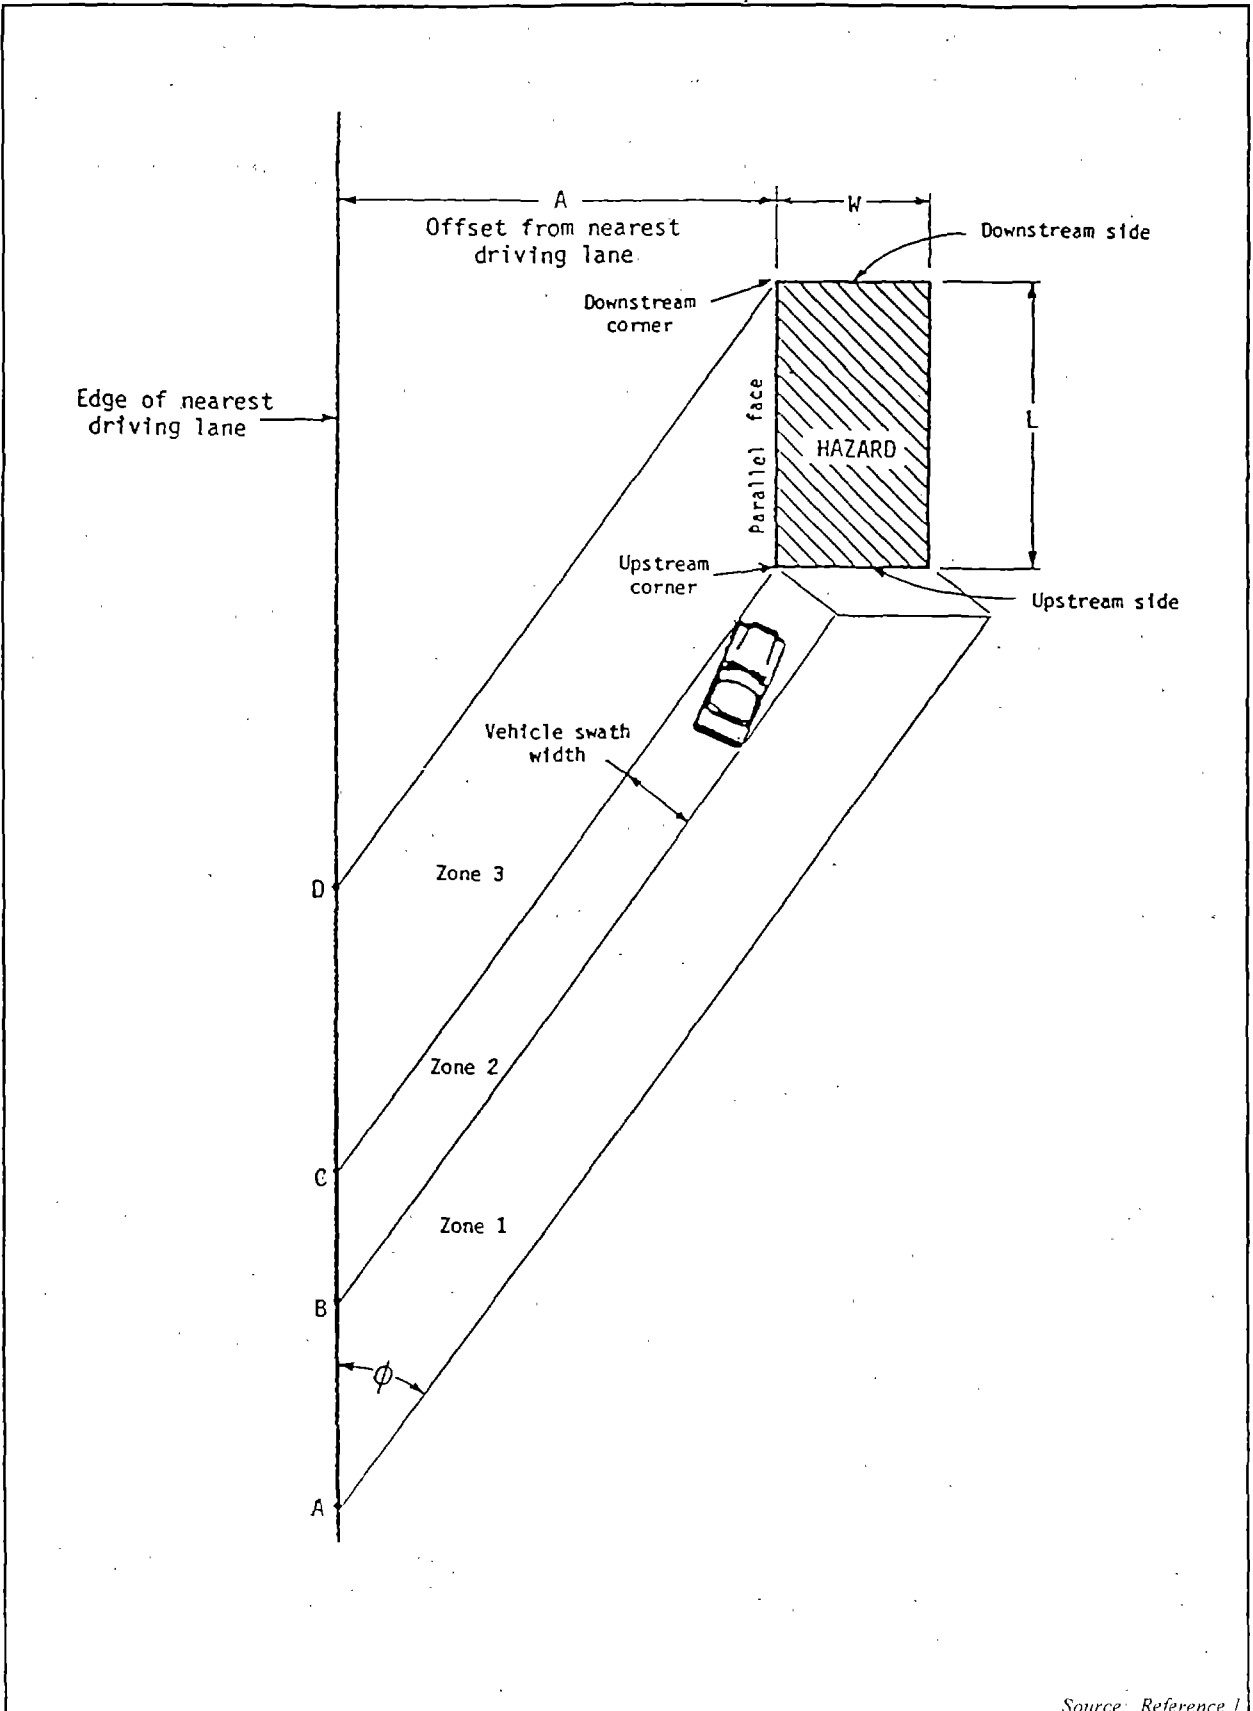 A
W
Offset from nearest
driving lane
Downstream side
Downstream
corner
Edge of nearest
driving lane
Parallel face
L
HAZARD
Upstream
corner
Upstream side
Vehicle swath
width
Zone 3
D
Zone 2
C
Zone 1
B
ϕ
A
Source: Reference 1